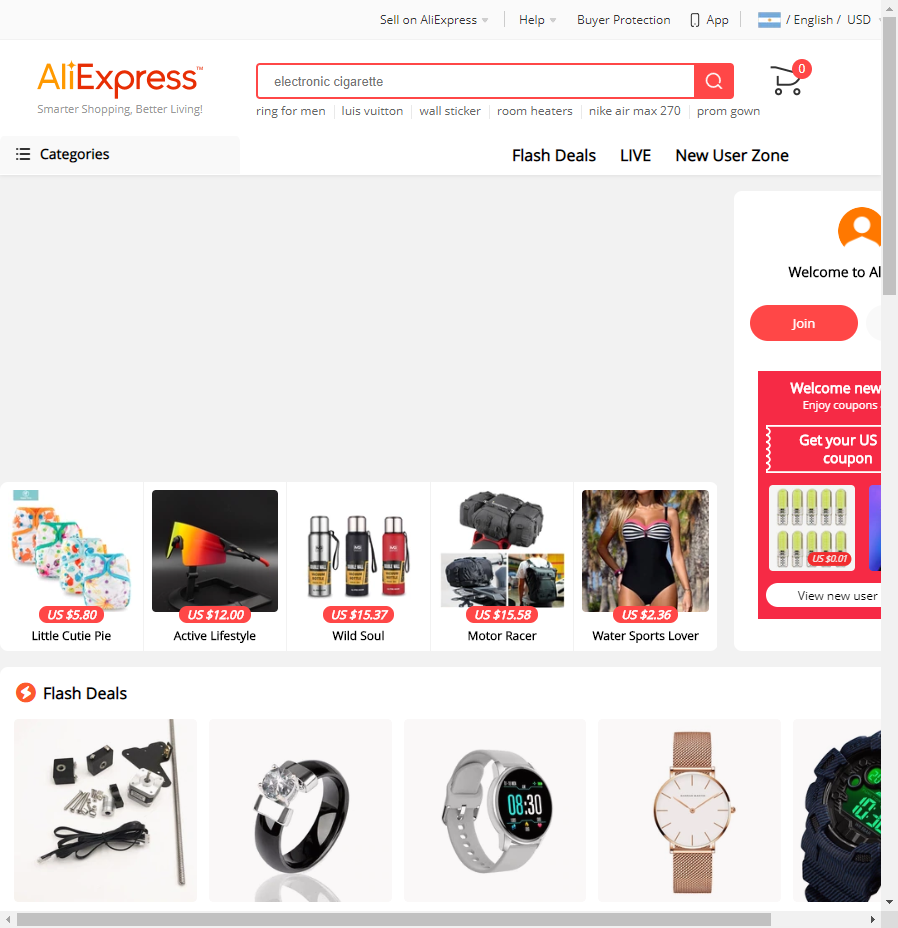 Sell on AliExpress
Help
Buyer Protection
App
/ English / USD
AliExpress™
Smarter Shopping, Better Living!
electronic cigarette
0
ring for men
luis vuitton
wall sticker
room heaters
nike air max 270
prom gown
Categories
Flash Deals
LIVE
New User Zone
Welcome to Al
Join
Welcome new
Enjoy coupons
Get your US
coupon
US $0.01
View new user
US $5.80
US $12.00
US $15.37
US $15.58
US $2.36
Little Cutie Pie
Active Lifestyle
Wild Soul
Motor Racer
Water Sports Lover
Flash Deals
08:30